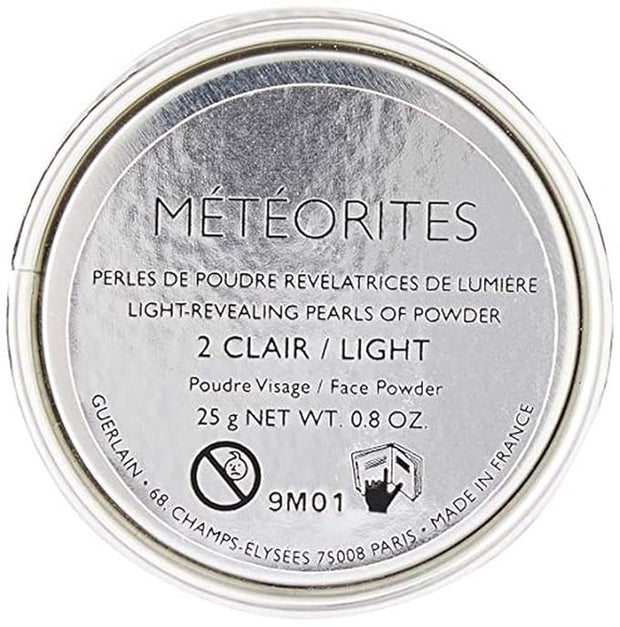 MÉTÉORITES
PERLES DE POUDRE RÉVÉLATRICES DE LUMIÈRE
LIGHT-REVEALING PEARLS OF POWDER
2 CLAIR / LIGHT
Poudre Visage / Face Powder
25 g NET WT. 0.8 OZ.
9M01
GUERLAIN • 68, CHAMPS-ÉLYSÉES 75008 PARIS • MADE IN FRANCE